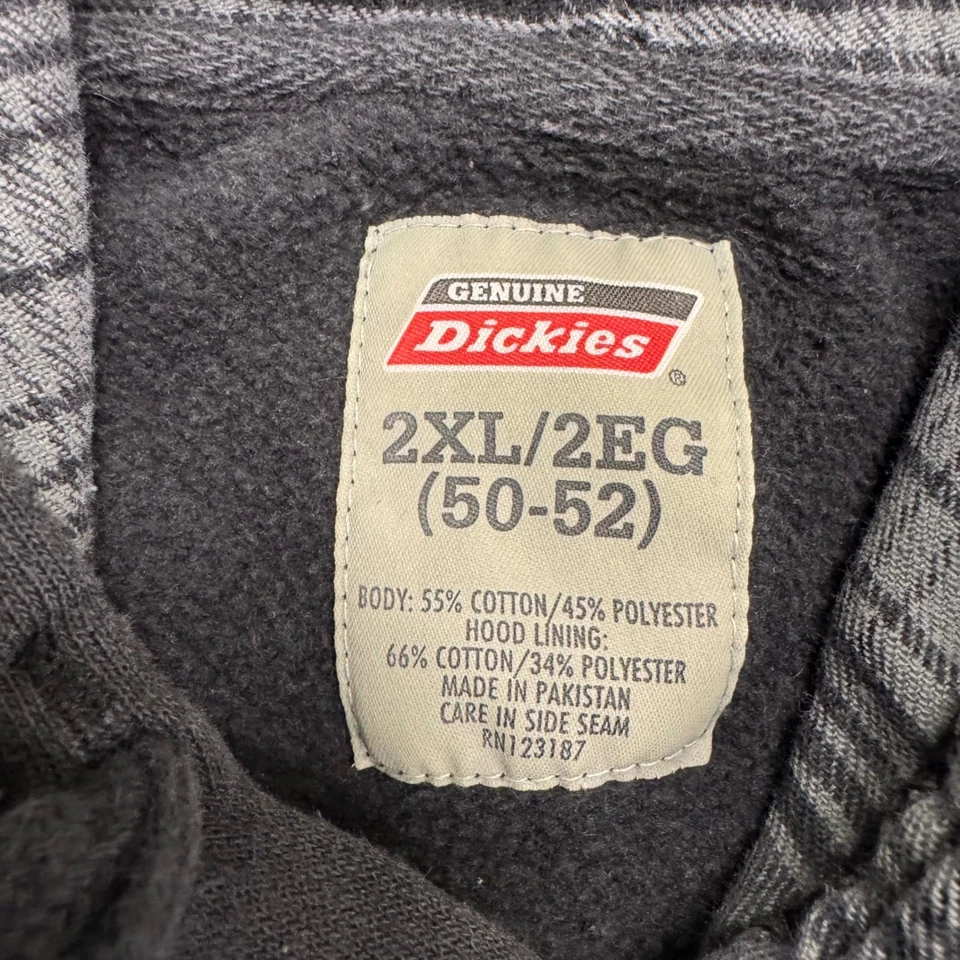 GENUINE
Dickies
®
2XL/2EG
(50-52)
BODY: 55% COTTON/45% POLYESTER
HOOD LINING:
66% COTTON/34% POLYESTER
MADE IN PAKISTAN
CARE IN SIDE SEAM
RN123187